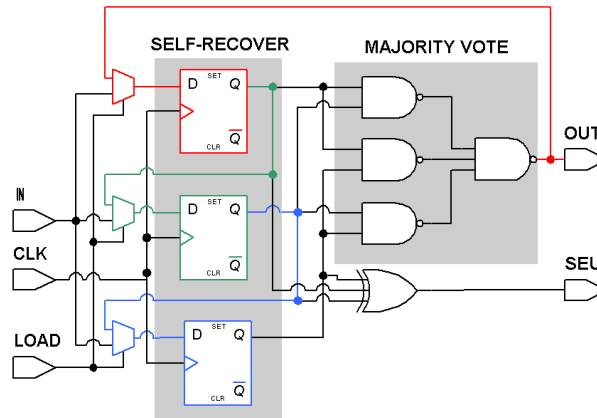 SELF-RECOVER
MAJORITY VOTE
D SET Q
Q
CLR
OUT
IN
D SET Q
Q
CLR
CLK
SEU
D SET Q
Q
CLR
LOAD